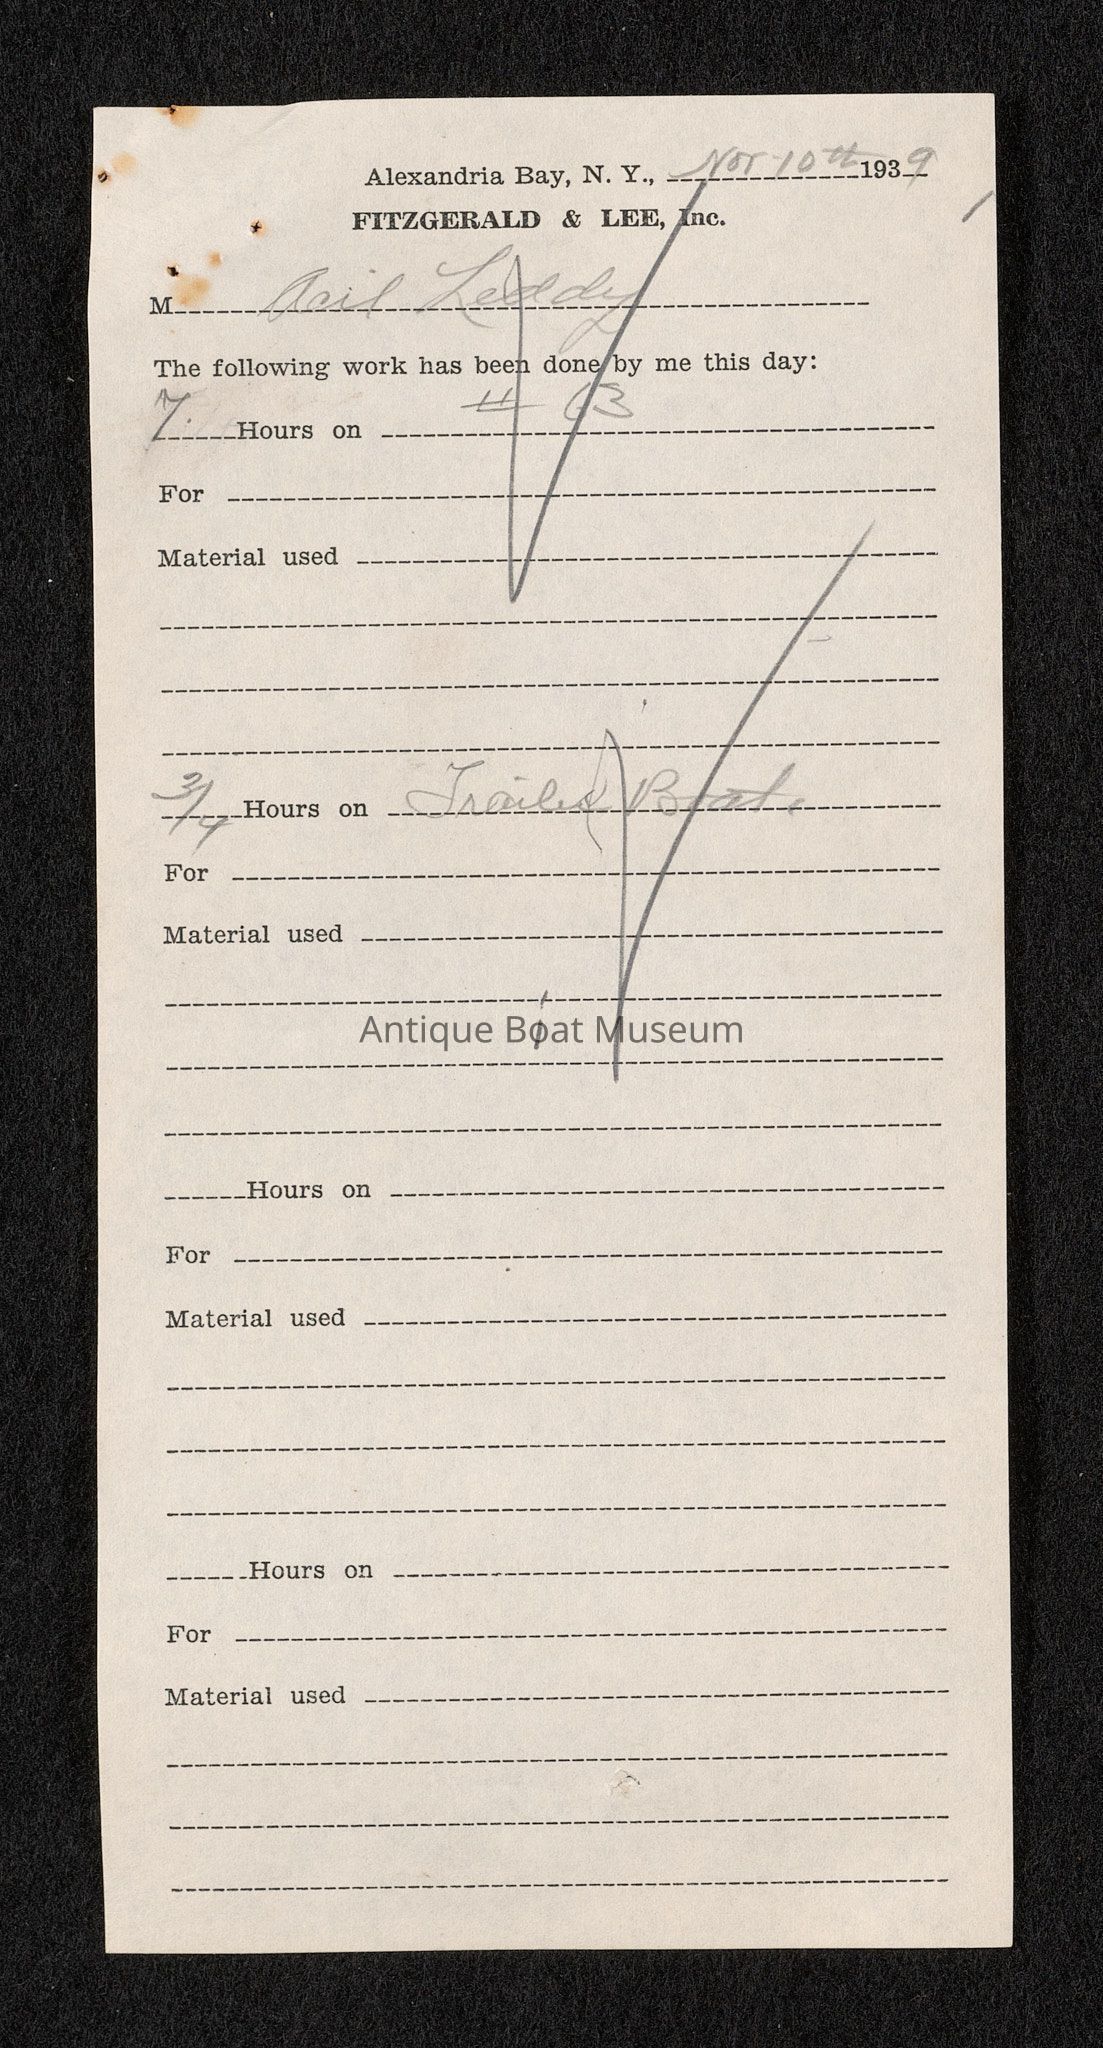 Alexandria Bay, N. Y., Nov 10th 1939
FITZGERALD & LEE, Inc.
M Leddy
The following work has been done by me this day:
7. Hours on # 63
For
Material used
3/4 Hours on Trailer Boat.
For
Material used
Antique Boat Museum
Hours on
For
Material used
Hours on
For
Material used